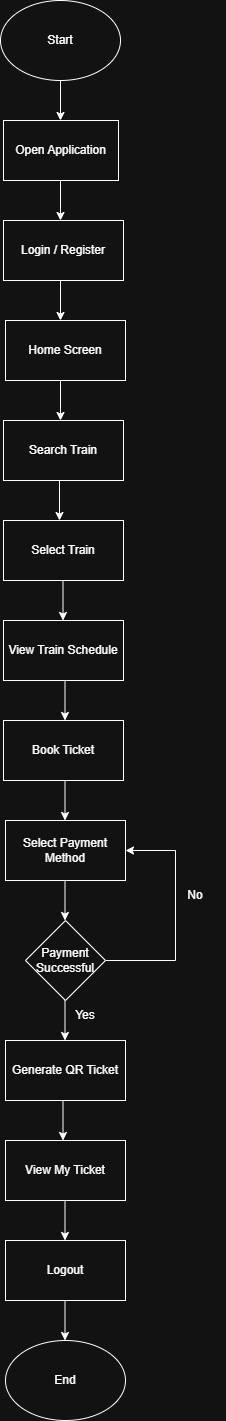 Start
Open Application
Login / Register
Home Screen
Search Train
Select Train
View Train Schedule
Book Ticket
Select Payment
Method
No
Payment
Successful
Yes
Generate QR Ticket
View My Ticket
Logout
End